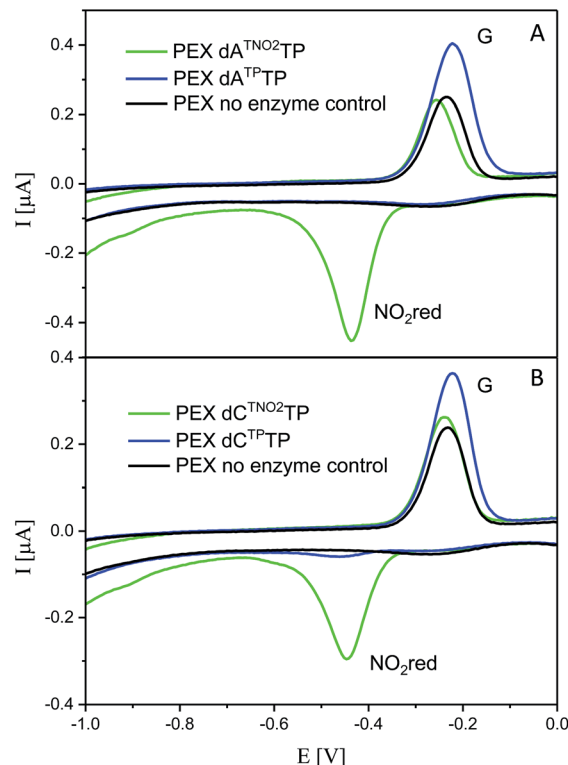 0.4
0.2
0.0
-0.2
0.4
I [µA]
G
A
PEX dA^TNO2TP
PEX dA^TPTP
PEX no enzyme control
NO₂red
0.2
0.0
-0.2
-0.4
I [µA]
G
B
PEX dC^TNO2TP
PEX dC^TPTP
PEX no enzyme control
NO₂red
-1.0 -0.8 -0.6 -0.4 -0.2 0.0
E [V]